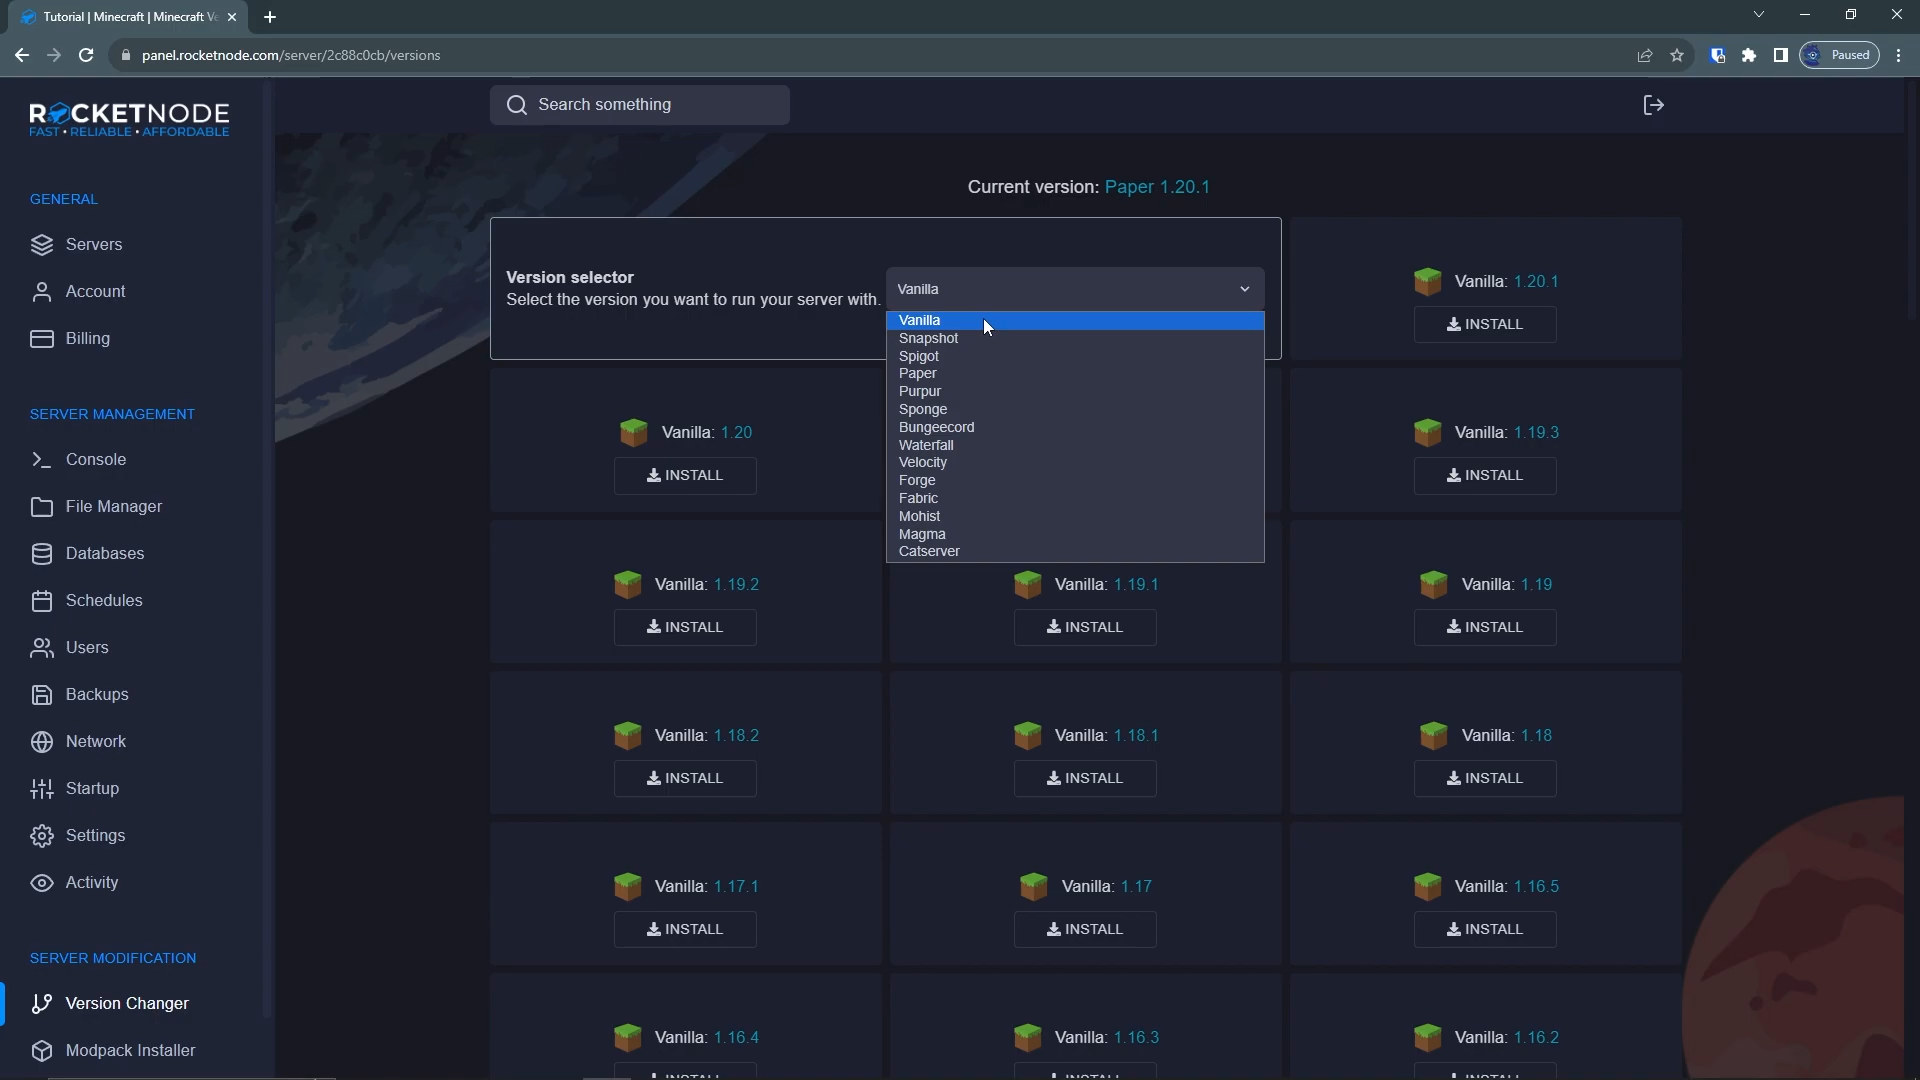 Tutorial | Minecraft | Minecraft Ve
panel.rocketnode.com/server/2c88c0cb/versions
Paused
ROCKETNODE
FAST • RELIABLE • AFFORDABLE
Search something
GENERAL
Servers
Account
Billing
SERVER MANAGEMENT
Console
File Manager
Databases
Schedules
Users
Backups
Network
Startup
Settings
Activity
SERVER MODIFICATION
Version Changer
Modpack Installer
Current version: Paper 1.20.1
Version selector
Select the version you want to run your server with.
Vanilla
Vanilla
Snapshot
Spigot
Paper
Purpur
Sponge
Bungeecord
Waterfall
Velocity
Forge
Fabric
Mohist
Magma
Catserver
Vanilla: 1.20.1
INSTALL
Vanilla: 1.20
INSTALL
Vanilla: 1.19.3
INSTALL
Vanilla: 1.19.2
INSTALL
Vanilla: 1.19.1
INSTALL
Vanilla: 1.19
INSTALL
Vanilla: 1.18.2
INSTALL
Vanilla: 1.18.1
INSTALL
Vanilla: 1.18
INSTALL
Vanilla: 1.17.1
INSTALL
Vanilla: 1.17
INSTALL
Vanilla: 1.16.5
INSTALL
Vanilla: 1.16.4
INSTALL
Vanilla: 1.16.3
INSTALL
Vanilla: 1.16.2
INSTALL